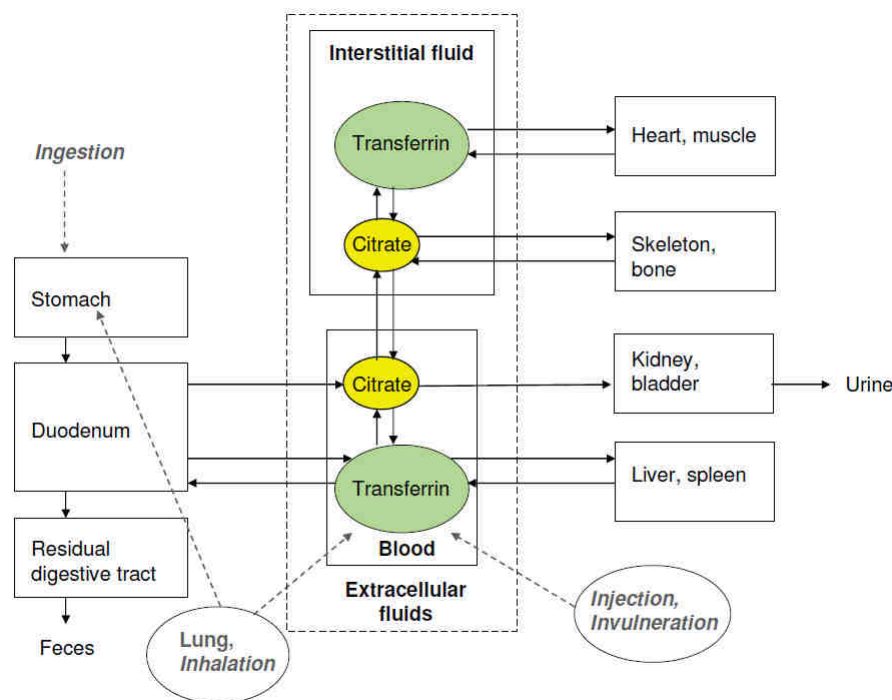 Interstitial fluid
Transferrin
Citrate
Ingestion
Stomach
Duodenum
Residual
digestive tract
Feces
Lung,
Inhalation
Citrate
Transferrin
Blood
Extracellular
fluids
Injection,
Invulneration
Heart, muscle
Skeleton,
bone
Kidney,
bladder
Urine
Liver, spleen